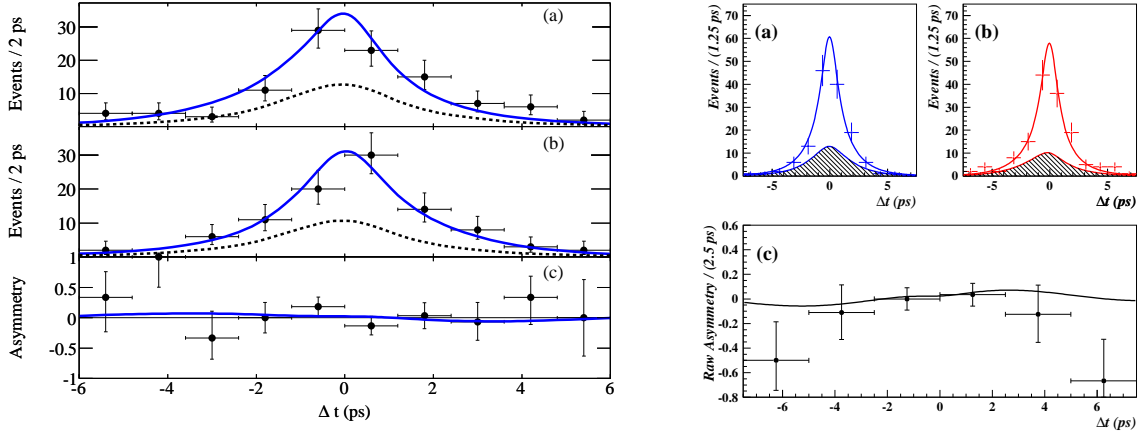 (a)
Events / 2 ps
30
20
10
(b)
Events / 2 ps
30
20
10
1
(c)
Asymmetry
0.5
0
-0.5
-1
-6 -4 -2 0 2 4 6
Δ t (ps)
(a)
Events / (1.25 ps)
70
60
50
40
30
20
10
0
-5 0 5
Δt (ps)
(b)
Events / (1.25 ps)
70
60
50
40
30
20
10
0
-5 0 5
Δt (ps)
(c)
Raw Asymmetry / (2.5 ps)
0.6
0.4
0.2
0
-0.2
-0.4
-0.6
-0.8
-6 -4 -2 0 2 4 6
Δt (ps)